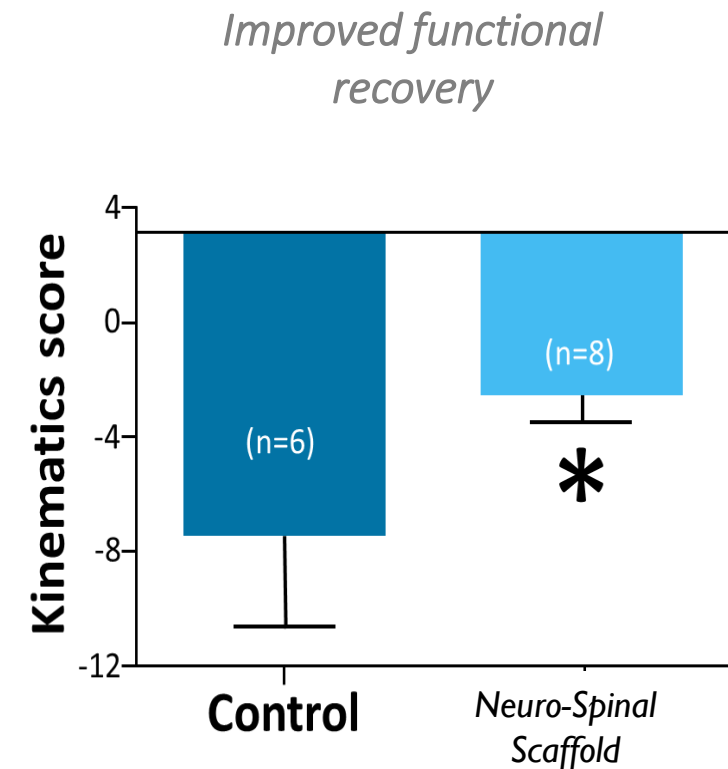 Improved functional
recovery
Kinematics score
4
0
-4
-8
-12
(n=6)
(n=8)
*
Control
Neuro-Spinal
Scaffold